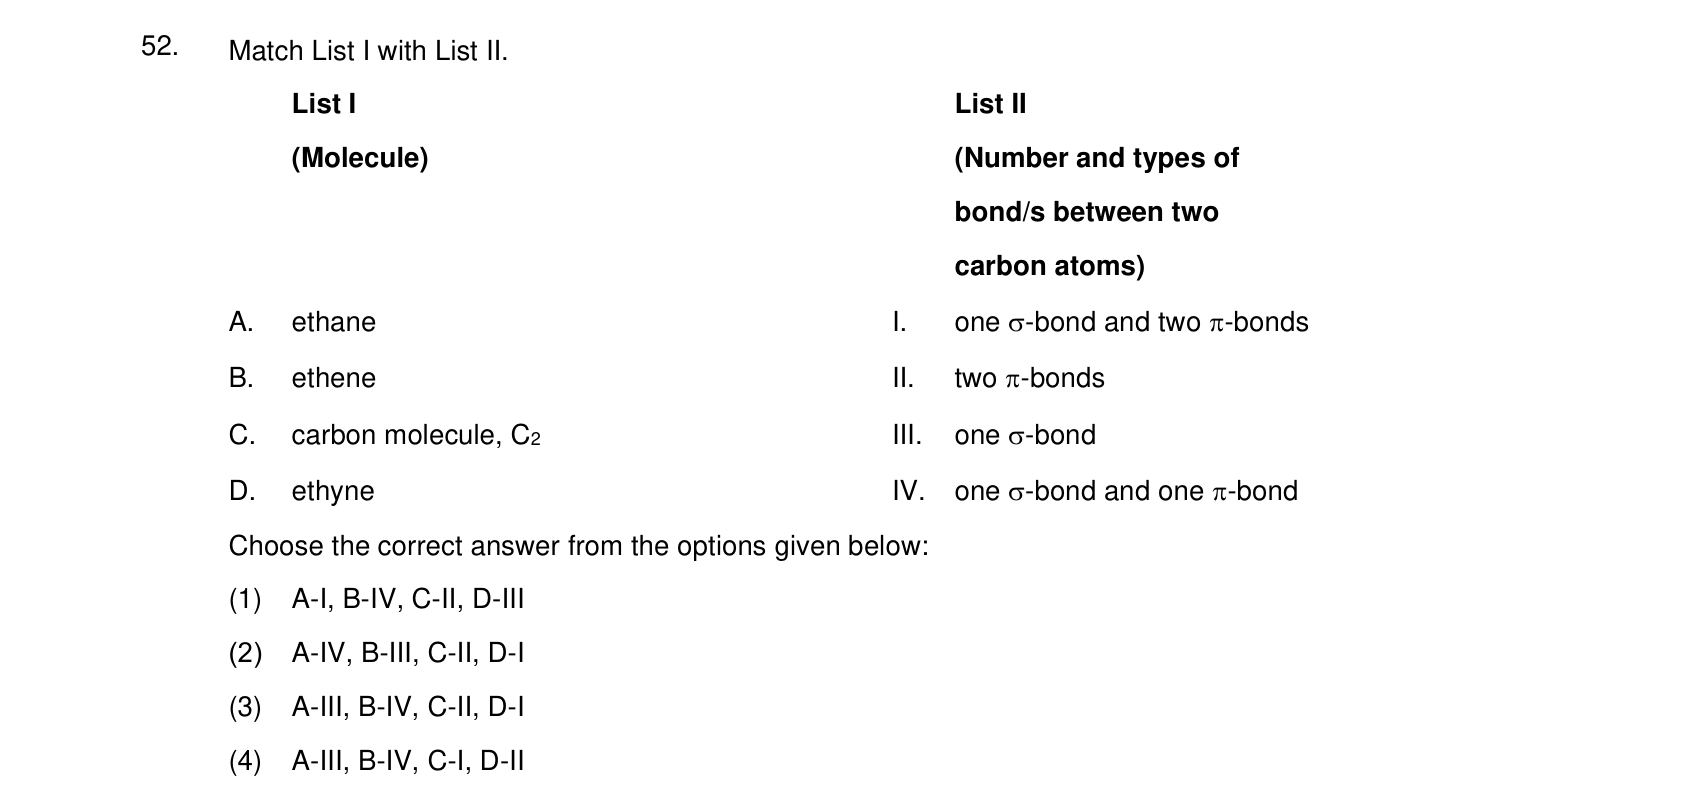 52. Match List I with List II.
List I List II
(Molecule) (Number and types of
bond/s between two
carbon atoms)
A. ethane I. one σ-bond and two π-bonds
B. ethene II. two π-bonds
C. carbon molecule, C₂ III. one σ-bond
D. ethyne IV. one σ-bond and one π-bond
Choose the correct answer from the options given below:
(1) A-I, B-IV, C-II, D-III
(2) A-IV, B-III, C-II, D-I
(3) A-III, B-IV, C-II, D-I
(4) A-III, B-IV, C-I, D-II